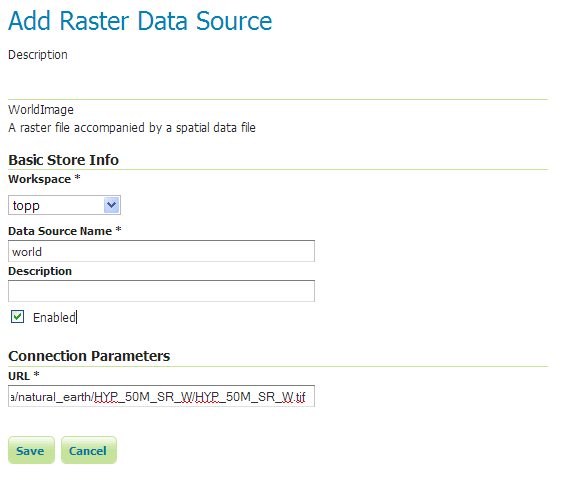 Add Raster Data Source
Description
WorldImage
A raster file accompanied by a spatial data file
Basic Store Info
Workspace *
topp
Data Source Name *
world
Description
Enabled
Connection Parameters
URL *
a/natural_earth/HYP_50M_SR_W/HYP_50M_SR_W.tif
Save Cancel